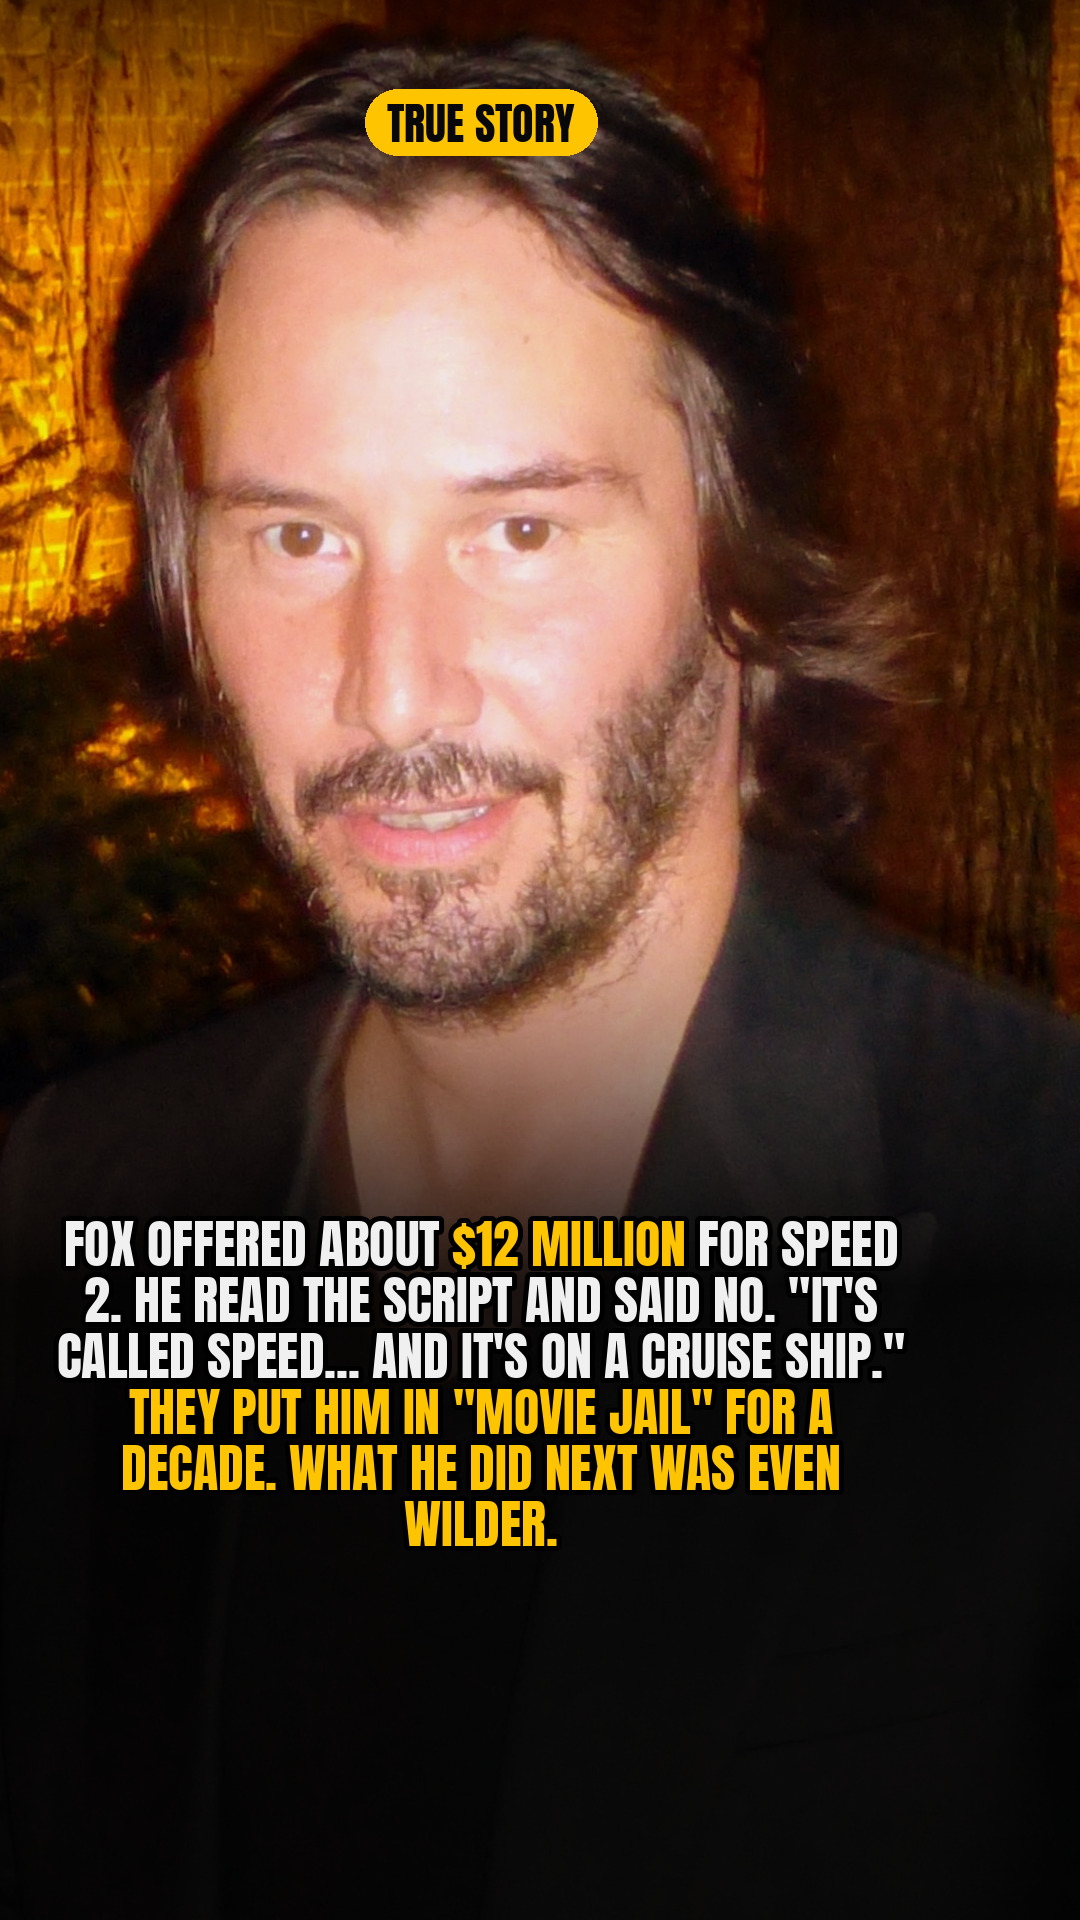 TRUE STORY
FOX OFFERED ABOUT $12 MILLION FOR SPEED
2. HE READ THE SCRIPT AND SAID NO. "IT'S
CALLED SPEED... AND IT'S ON A CRUISE SHIP."
THEY PUT HIM IN "MOVIE JAIL" FOR A
DECADE. WHAT HE DID NEXT WAS EVEN
WILDER.